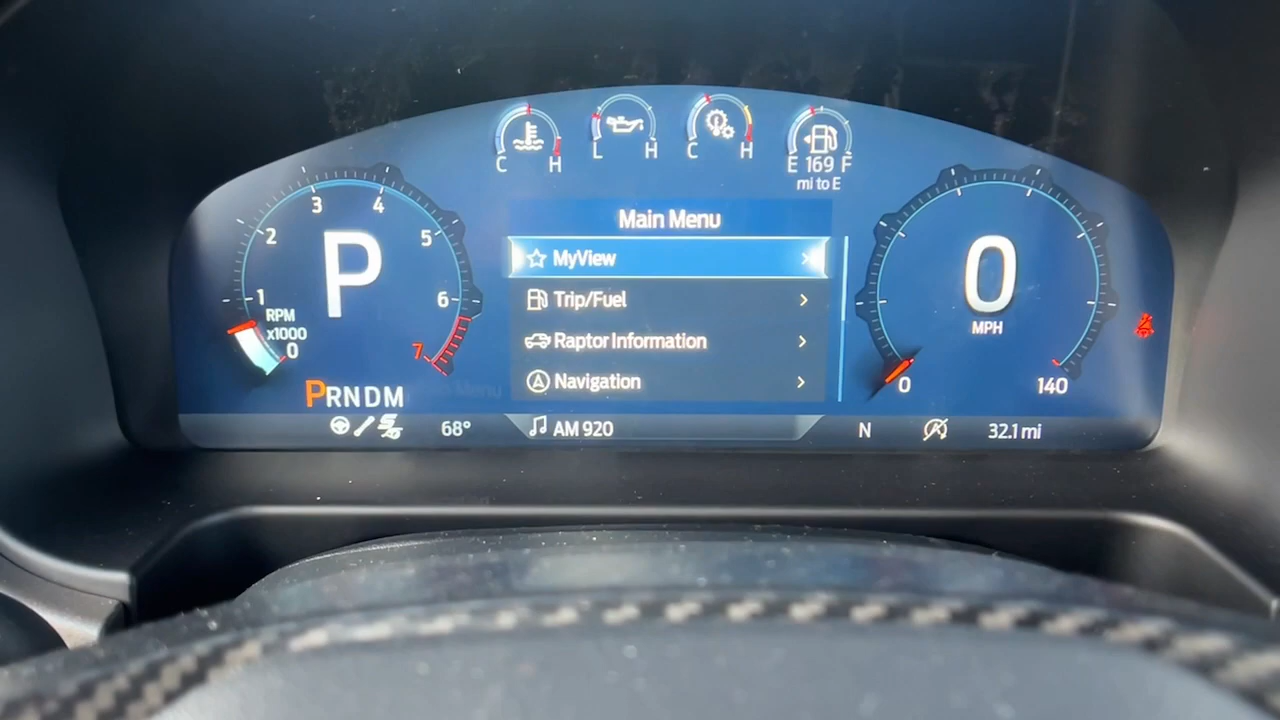 C H
L H
C H
E 169 F
mi to E
Main Menu
MyView
Trip/Fuel
Raptor Information
Navigation
1
2
3
4
5
6
7
0
RPM
x1000
P
PRNDM
68°
AM 920
0
MPH
0
140
N
32.1 mi